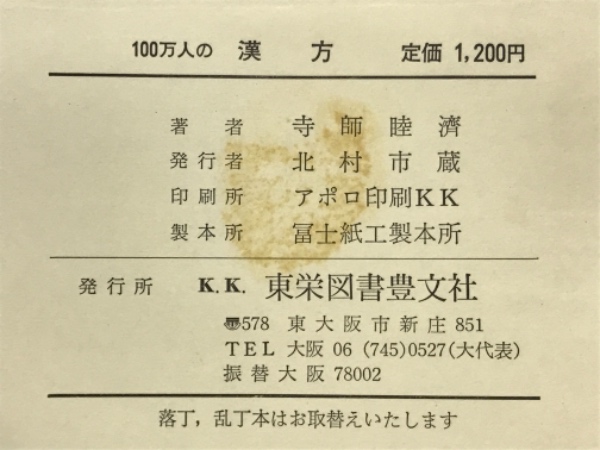 100万人の 漢方 定価 1,200円
著者 寺師睦濟
発行者 北村市蔵
印刷所 アポロ印刷KK
製本所 冨士紙工製本所
発行所 K.K. 東栄図書豊文社
〠578 東大阪市新庄 851
TEL 大阪 06 (745)0527(大代表)
振替大阪 78002
落丁，乱丁本はお取替えいたします